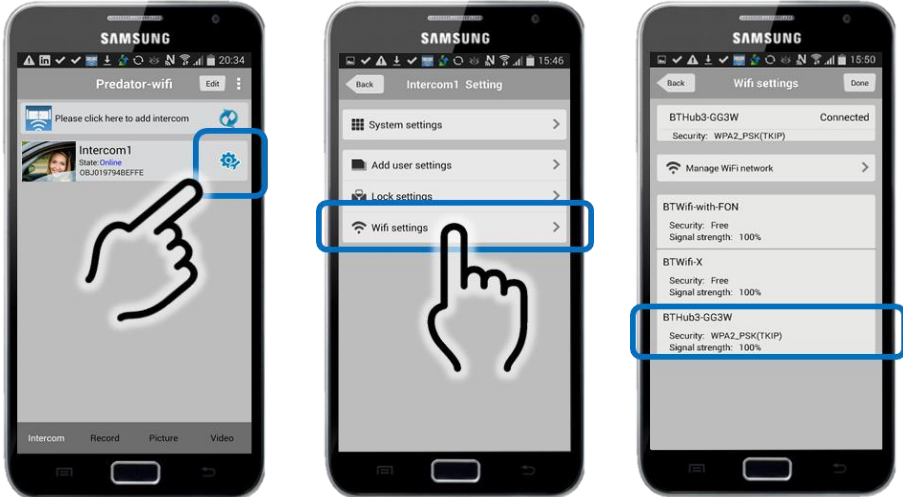 SAMSUNG
20:34
Predator-wifi
Edit
Please click here to add intercom
Intercom1
State:Online
OBJ019794BEFFE
Intercom
Record
Picture
Video
SAMSUNG
15:46
Back
Intercom1 Setting
System settings
Add user settings
Lock settings
Wifi settings
SAMSUNG
15:50
Back
Wifi settings
Done
BTHub3-GG3W Connected
Security: WPA2_PSK(TKIP)
Manage WiFi network
BTWifi-with-FON
Security: Free
Signal strength: 100%
BTWifi-X
Security: Free
Signal strength: 100%
BTHub3-GG3W
Security: WPA2_PSK(TKIP)
Signal strength: 100%